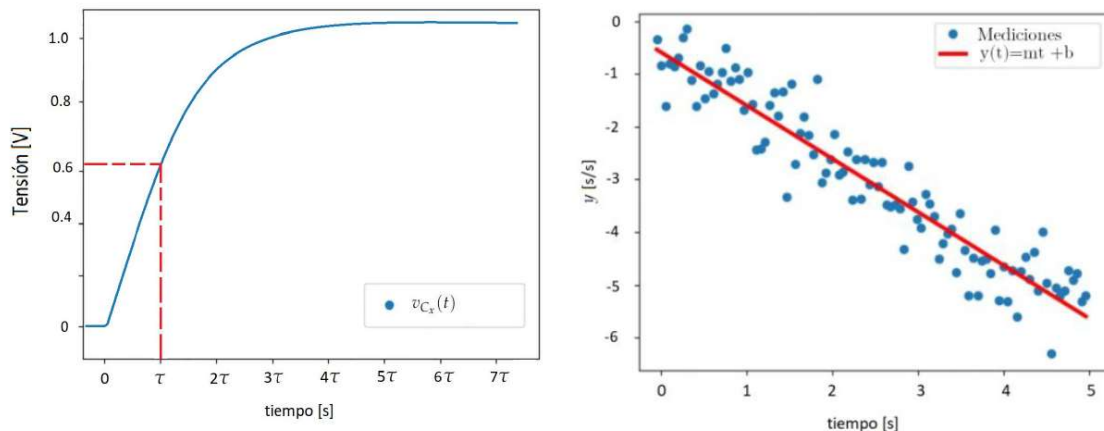 1.0
0.8
0.6
0.4
0
Tensión [V]
v_{C_x}(t)
0 τ 2τ 3τ 4τ 5τ 6τ 7τ
tiempo [s]
0
-1
-2
-3
-4
-5
-6
y [s/s]
Mediciones
y(t)=mt +b
0 1 2 3 4 5
tiempo [s]